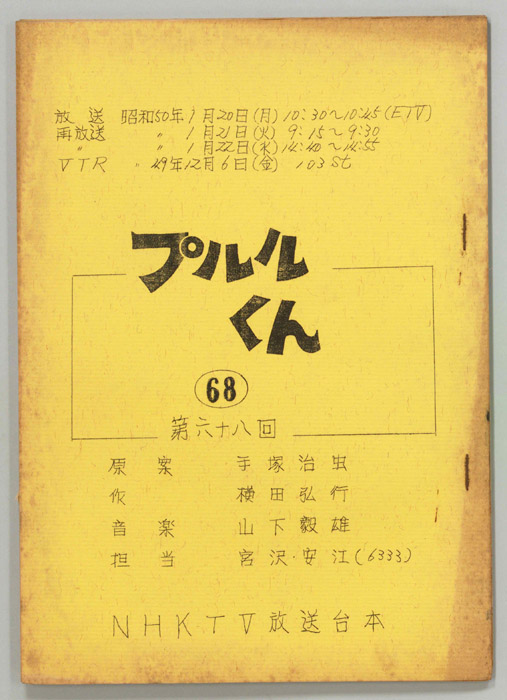 放送 昭和50年1月20日(月) 10:30〜10:45(ETV)
再放送 〃 1月21日(火) 9:15〜9:30
〃 〃 1月22日(水) 14:40〜14:55
VTR 〃 49年12月6日(金) 103st
プルル
くん
68
第六十八回
原案 手塚治虫
作 横田弘行
音楽 山下毅雄
担当 宮沢・安江(6333)
NHKTV放送台本